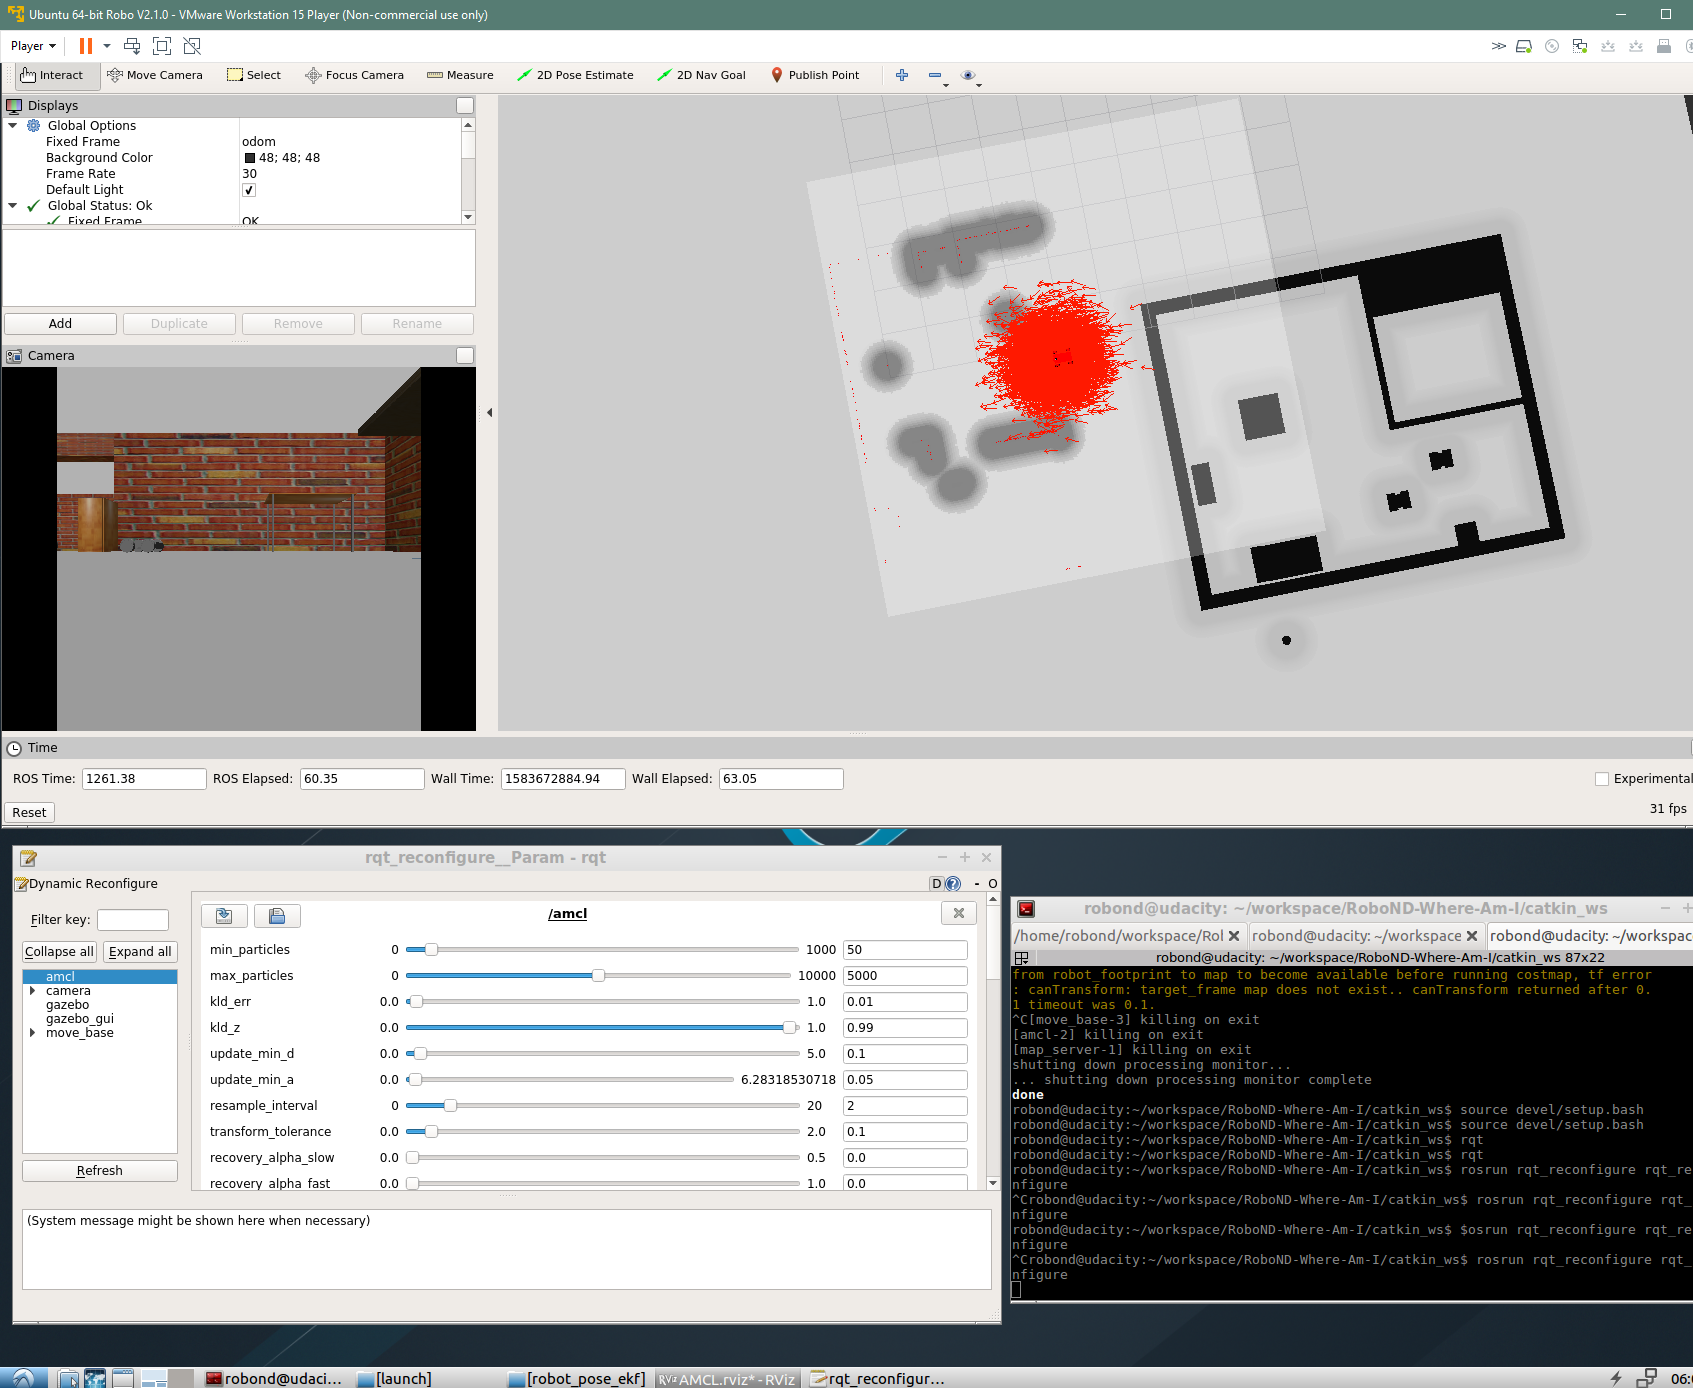 Ubuntu 64-bit Robo V2.1.0 - VMware Workstation 15 Player (Non-commercial use only)
Player
Interact Move Camera Select Focus Camera Measure 2D Pose Estimate 2D Nav Goal Publish Point
Displays
Global Options
Fixed Frame odom
Background Color 48; 48; 48
Frame Rate 30
Default Light
Global Status: Ok
Fixed Frame OK
Add Duplicate Remove Rename
Camera
Time
ROS Time: 1261.38 ROS Elapsed: 60.35 Wall Time: 1583672884.94 Wall Elapsed: 63.05 Experimental
Reset 31 fps
rqt_reconfigure__Param - rqt
Dynamic Reconfigure D - O
Filter key:
Collapse all Expand all
amcl
camera
gazebo
gazebo_gui
move_base
Refresh
/amcl
min_particles 0 1000 50
max_particles 0 10000 5000
kld_err 0.0 1.0 0.01
kld_z 0.0 1.0 0.99
update_min_d 0.0 5.0 0.1
update_min_a 0.0 6.28318530718 0.05
resample_interval 0 20 2
transform_tolerance 0.0 2.0 0.1
recovery_alpha_slow 0.0 0.5 0.0
recovery_alpha_fast 0.0 1.0 0.0
(System message might be shown here when necessary)
robond@udacity: ~/workspace/RoboND-Where-Am-I/catkin_ws
/home/robond/workspace/Rol robond@udacity: ~/workspace robond@udacity: ~/workspac
robond@udacity: ~/workspace/RoboND-Where-Am-I/catkin_ws 87x22
from robot_footprint to map to become available before running costmap, tf error
: canTransform: target_frame map does not exist.. canTransform returned after 0.
1 timeout was 0.1.
^C[move_base-3] killing on exit
[amcl-2] killing on exit
[map_server-1] killing on exit
shutting down processing monitor...
... shutting down processing monitor complete
done
robond@udacity:~/workspace/RoboND-Where-Am-I/catkin_ws$ source devel/setup.bash
robond@udacity:~/workspace/RoboND-Where-Am-I/catkin_ws$ source devel/setup.bash
robond@udacity:~/workspace/RoboND-Where-Am-I/catkin_ws$ rqt
robond@udacity:~/workspace/RoboND-Where-Am-I/catkin_ws$ rqt
robond@udacity:~/workspace/RoboND-Where-Am-I/catkin_ws$ rosrun rqt_reconfigure rqt_re
nfigure
^Crobond@udacity:~/workspace/RoboND-Where-Am-I/catkin_ws$ rosrun rqt_reconfigure rqt_
nfigure
robond@udacity:~/workspace/RoboND-Where-Am-I/catkin_ws$ $osrun rqt_reconfigure rqt_re
nfigure
^Crobond@udacity:~/workspace/RoboND-Where-Am-I/catkin_ws$ rosrun rqt_reconfigure rqt_
nfigure
robond@udaci... [launch] [robot_pose_ekf] RViz AMCL.rviz* - RViz rqt_reconfigur... 06: